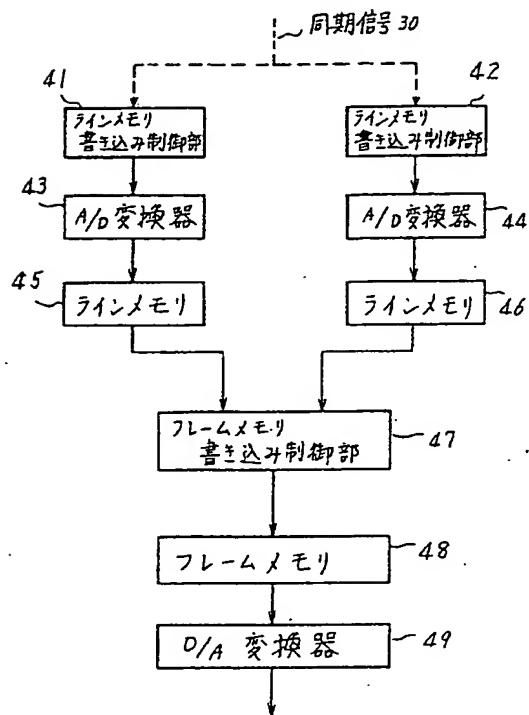 同期信号 30
41
42
ラインメモリ
書き込み制御部
ラインメモリ
書き込み制御部
43
A/D 変換器
A/D 変換器
44
45
ラインメモリ
ラインメモリ
46
フレームメモリ
書き込み制御部
47
フレームメモリ
48
D/A 変換器
49